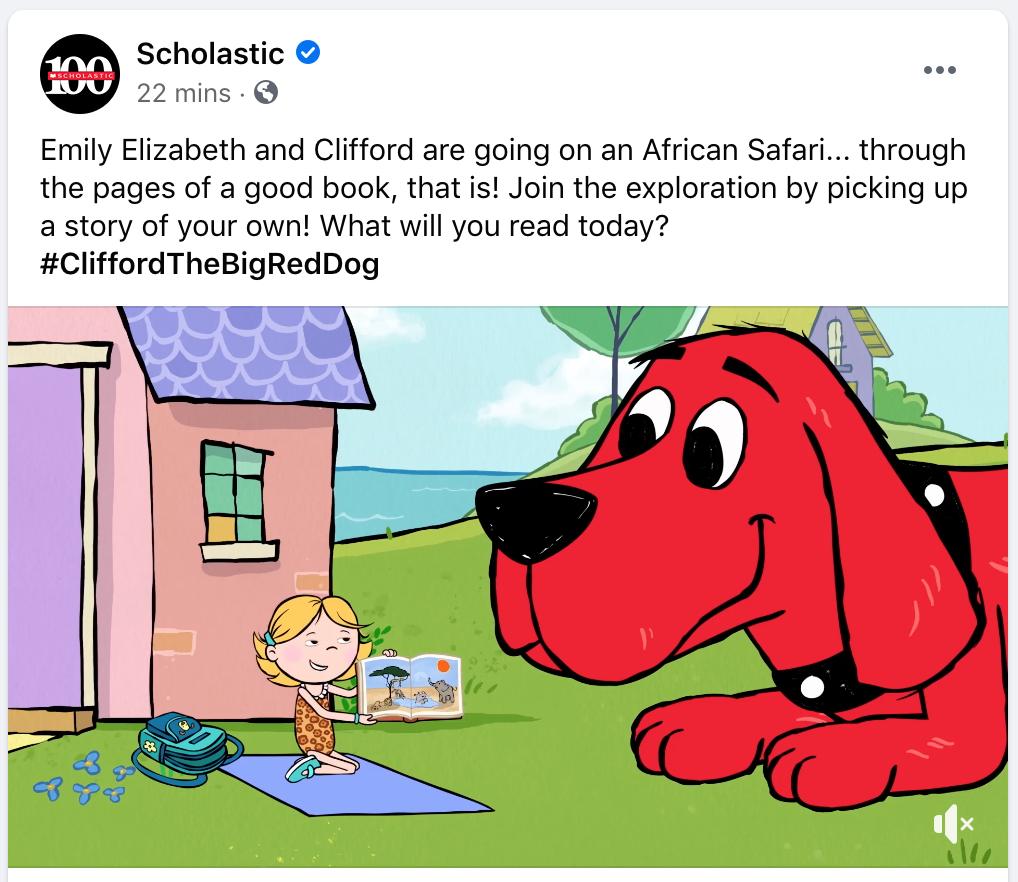 100
SCHOLASTIC
Scholastic
22 mins ·
Emily Elizabeth and Clifford are going on an African Safari... through
the pages of a good book, that is! Join the exploration by picking up
a story of your own! What will you read today?
#CliffordTheBigRedDog